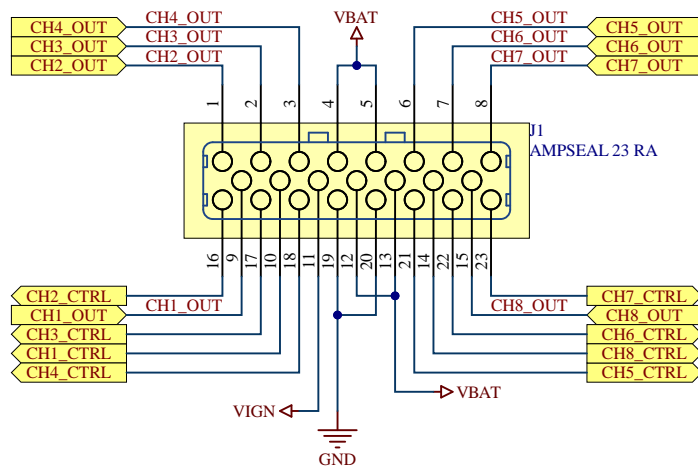 CH4_OUT CH4_OUT VBAT CH5_OUT CH5_OUT
CH3_OUT CH3_OUT CH6_OUT CH6_OUT
CH2_OUT CH2_OUT CH7_OUT CH7_OUT
1 2 3 4 5 6 7 8
J1
AMPSEAL 23 RA
16 9 17 10 18 11 19 12 20 13 21 14 22 15 23
CH2_CTRL CH7_CTRL
CH1_OUT CH1_OUT CH8_OUT CH8_OUT
CH3_CTRL CH6_CTRL
CH1_CTRL CH8_CTRL
CH4_CTRL CH5_CTRL
VBAT
VIGN
GND